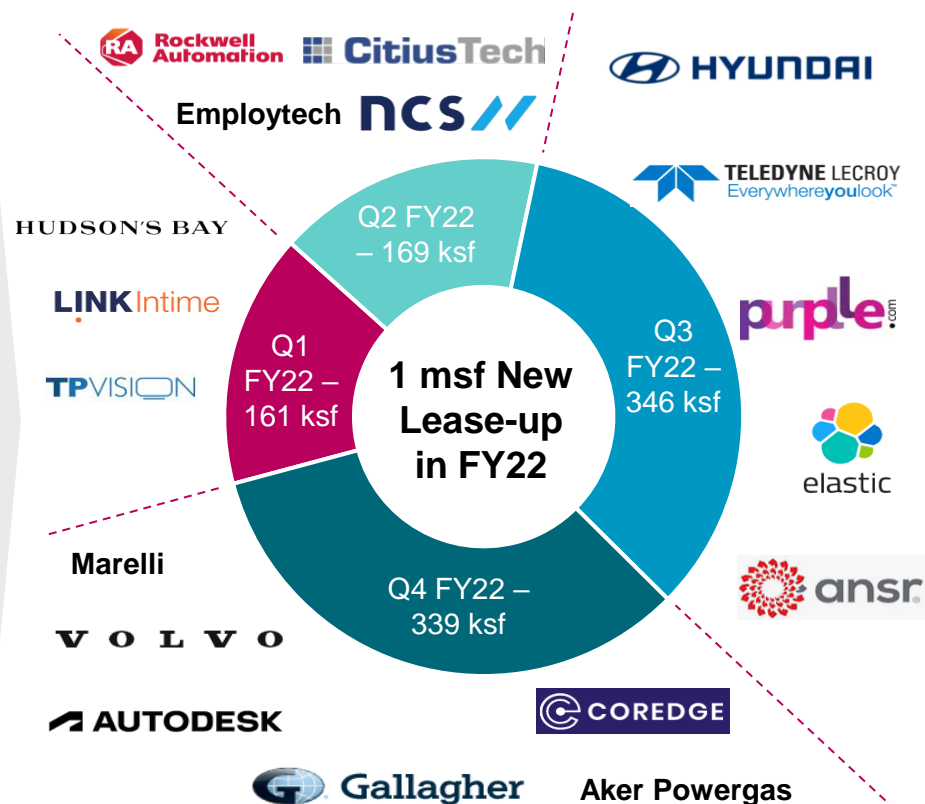 Rockwell
Automation
RA
CitiusTech
Employtech
ncs
HYUNDAI
TELEDYNE LECROY
Everywhereyoulook™
purplle.com
elastic
ansr®
HUDSON'S BAY
LINKIntime
TPVISION
Q2 FY22
– 169 ksf
Q1
FY22 –
161 ksf
Q3
FY22 –
346 ksf
1 msf New
Lease-up
in FY22
Q4 FY22 –
339 ksf
Marelli
VOLVO
AUTODESK
COREDGE
G Gallagher
Aker Powergas